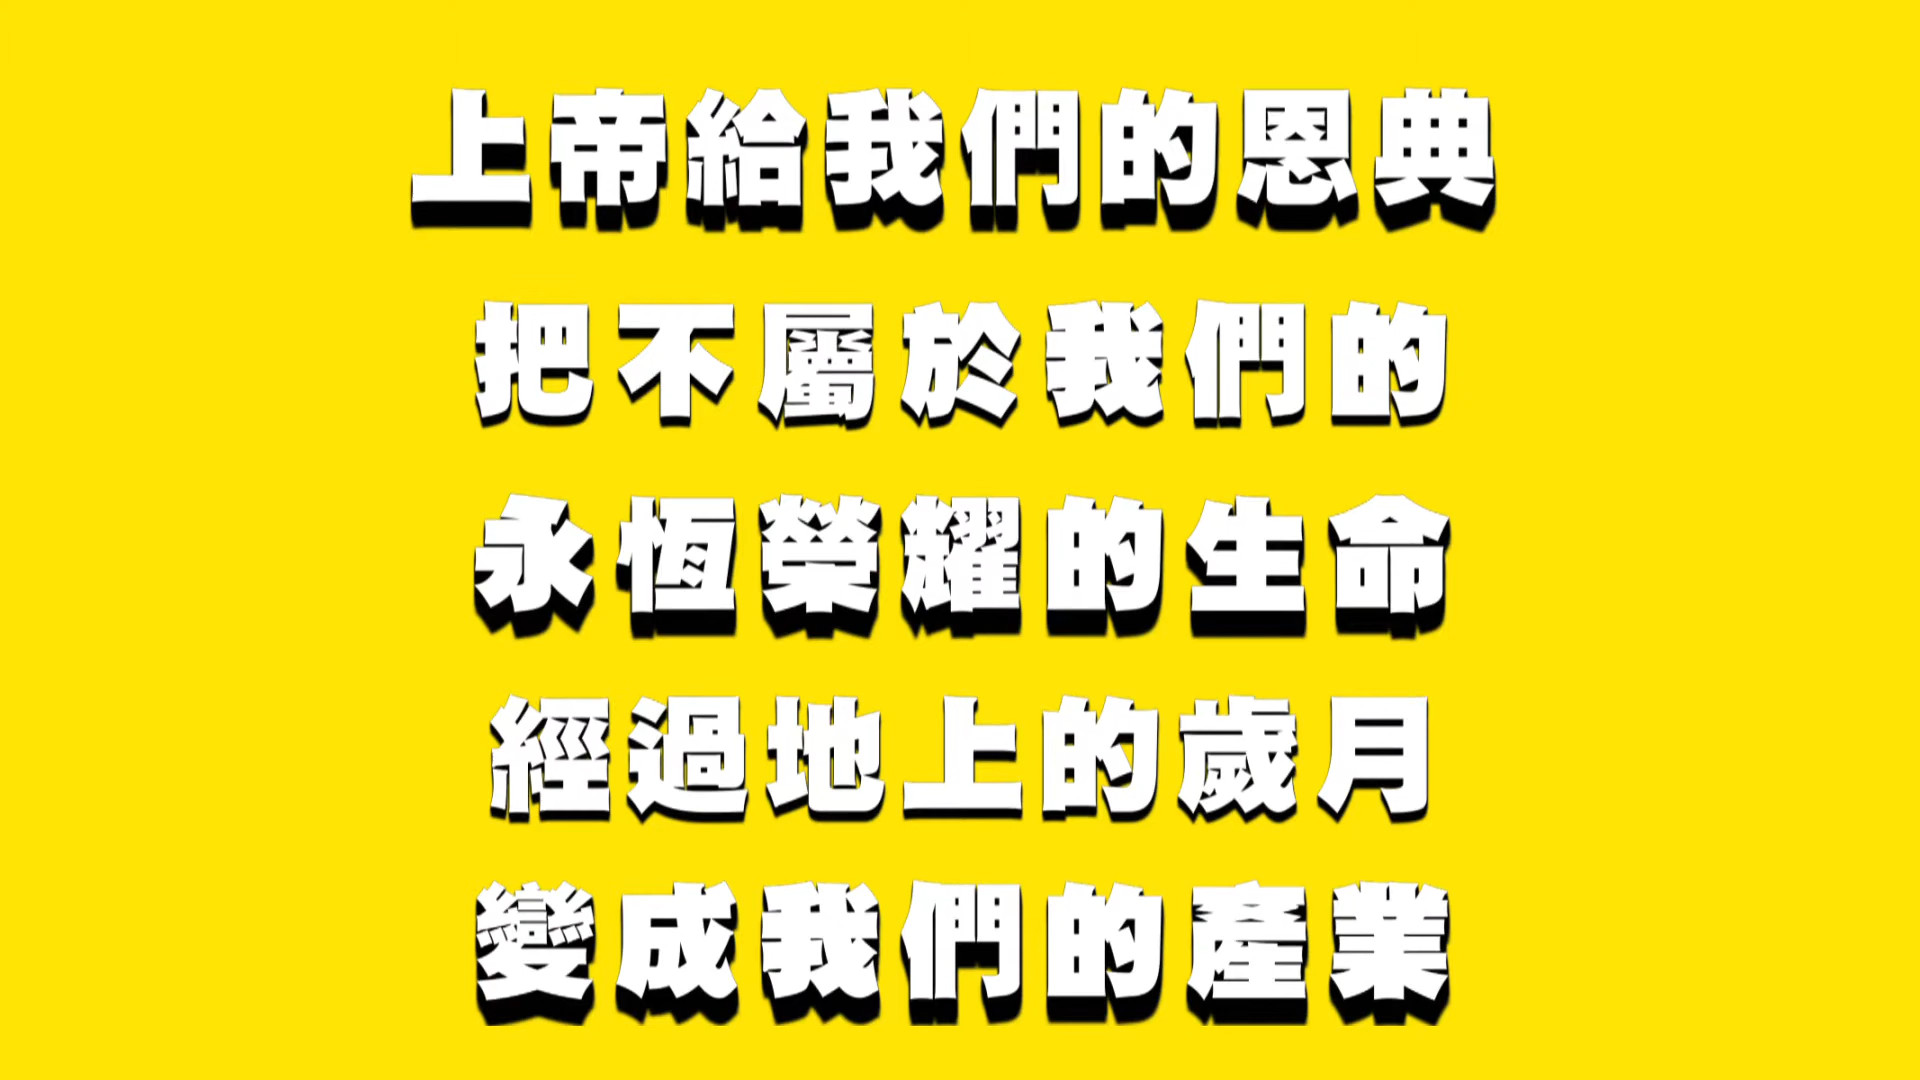 上帝給我們的恩典
把不屬於我們的
永恆榮耀的生命
經過地上的歲月
變成我們的產業